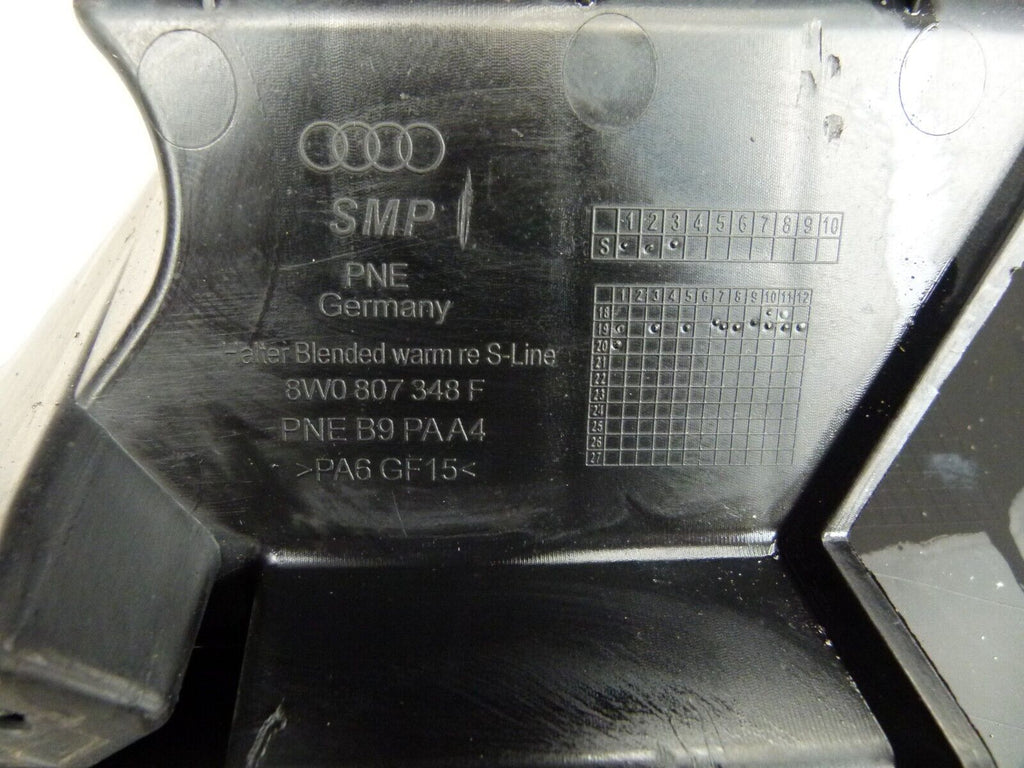 SMP
PNE
Germany
Halter Blended warm re S-Line
8W0 807 348 F
PNE B9 PA A4
>PA6 GF15<
1 2 3 4 5 6 7 8 9 10
S
1 2 3 4 5 6 7 8 9 10 11 12
18
19
20
21
22
23
24
25
26
27